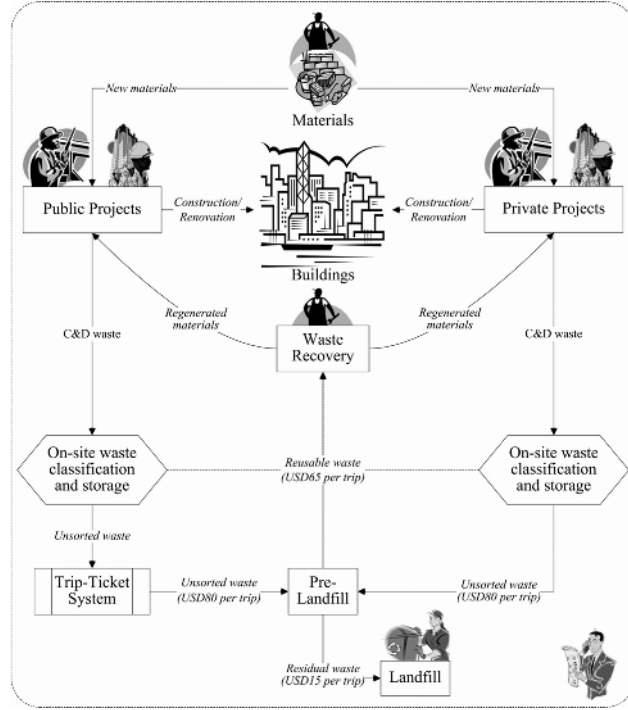 New materials
New materials
Materials
Public Projects
Construction/
Renovation
Construction/
Renovation
Private Projects
Buildings
Regenerated
materials
Regenerated
materials
Waste
Recovery
C&D waste
C&D waste
On-site waste
classification
and storage
Reusable waste
(USD65 per trip)
On-site waste
classification
and storage
Unsorted waste
Trip-Ticket
System
Unsorted waste
(USD80 per trip)
Pre-
Landfill
Unsorted waste
(USD80 per trip)
Residual waste
(USD15 per trip)
Landfill